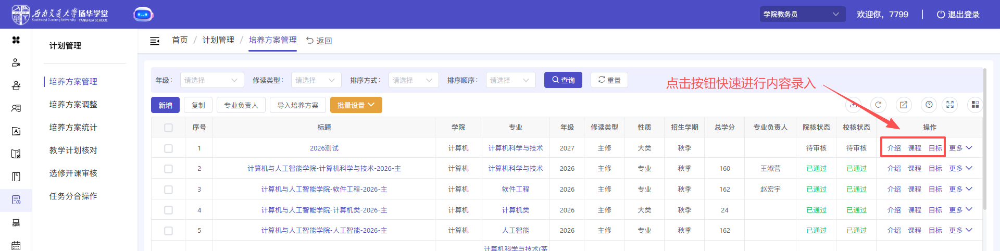 西南交通大学 扬华学堂
Southwest Jiaotong University YANGHUA SCHOOL
学院教务员
欢迎你，7799
退出登录
计划管理
培养方案管理
培养方案调整
培养方案统计
教学计划核对
选修开课审核
任务分合操作
首页 / 计划管理 / 培养方案管理 返回
年级： 请选择 修读类型： 请选择 排序方式： 请选择 排序顺序： 请选择 查询 重置
点击按钮快速进行内容录入
新增 复制 专业负责人 导入培养方案 批量设置
序号 标题 学院 专业 年级 修读类型 性质 招生学期 总学分 专业负责人 院核状态 校核状态 操作
1 2026测试 计算机 计算机科学与技术 2027 主修 大类 秋季 待审核 待审核 介绍 课程 目标 更多
2 计算机与人工智能学院-计算机科学与技术-2026-主 计算机 计算机科学与技术 2026 主修 专业 秋季 160 王淑营 已通过 已通过 介绍 课程 目标 更多
3 计算机与人工智能学院-软件工程-2026-主 计算机 软件工程 2026 主修 专业 秋季 162 赵宏宇 已通过 已通过 介绍 课程 目标 更多
4 计算机与人工智能学院-计算机类-2026-主 计算机 计算机类 2026 主修 大类 秋季 24 已通过 已通过 介绍 课程 目标 更多
5 计算机与人工智能学院-人工智能-2026-主 计算机 人工智能 2026 主修 专业 秋季 162 已通过 已通过 介绍 课程 目标 更多
计算机科学与技术(茅